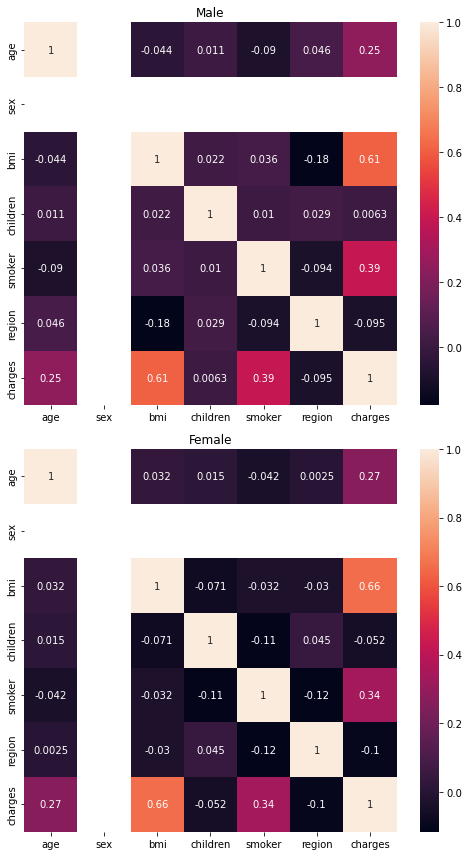 Male
age 1 -0.044 0.011 -0.09 0.046 0.25
sex
bmi -0.044 1 0.022 0.036 -0.18 0.61
children 0.011 0.022 1 0.01 0.029 0.0063
smoker -0.09 0.036 0.01 1 -0.094 0.39
region 0.046 -0.18 0.029 -0.094 1 -0.095
charges 0.25 0.61 0.0063 0.39 -0.095 1
age sex bmi children smoker region charges
1.0
0.8
0.6
0.4
0.2
0.0
Female
age 1 0.032 0.015 -0.042 0.0025 0.27
sex
bmi 0.032 1 -0.071 -0.032 -0.03 0.66
children 0.015 -0.071 1 -0.11 0.045 -0.052
smoker -0.042 -0.032 -0.11 1 -0.12 0.34
region 0.0025 -0.03 0.045 -0.12 1 -0.1
charges 0.27 0.66 -0.052 0.34 -0.1 1
age sex bmi children smoker region charges
1.0
0.8
0.6
0.4
0.2
0.0